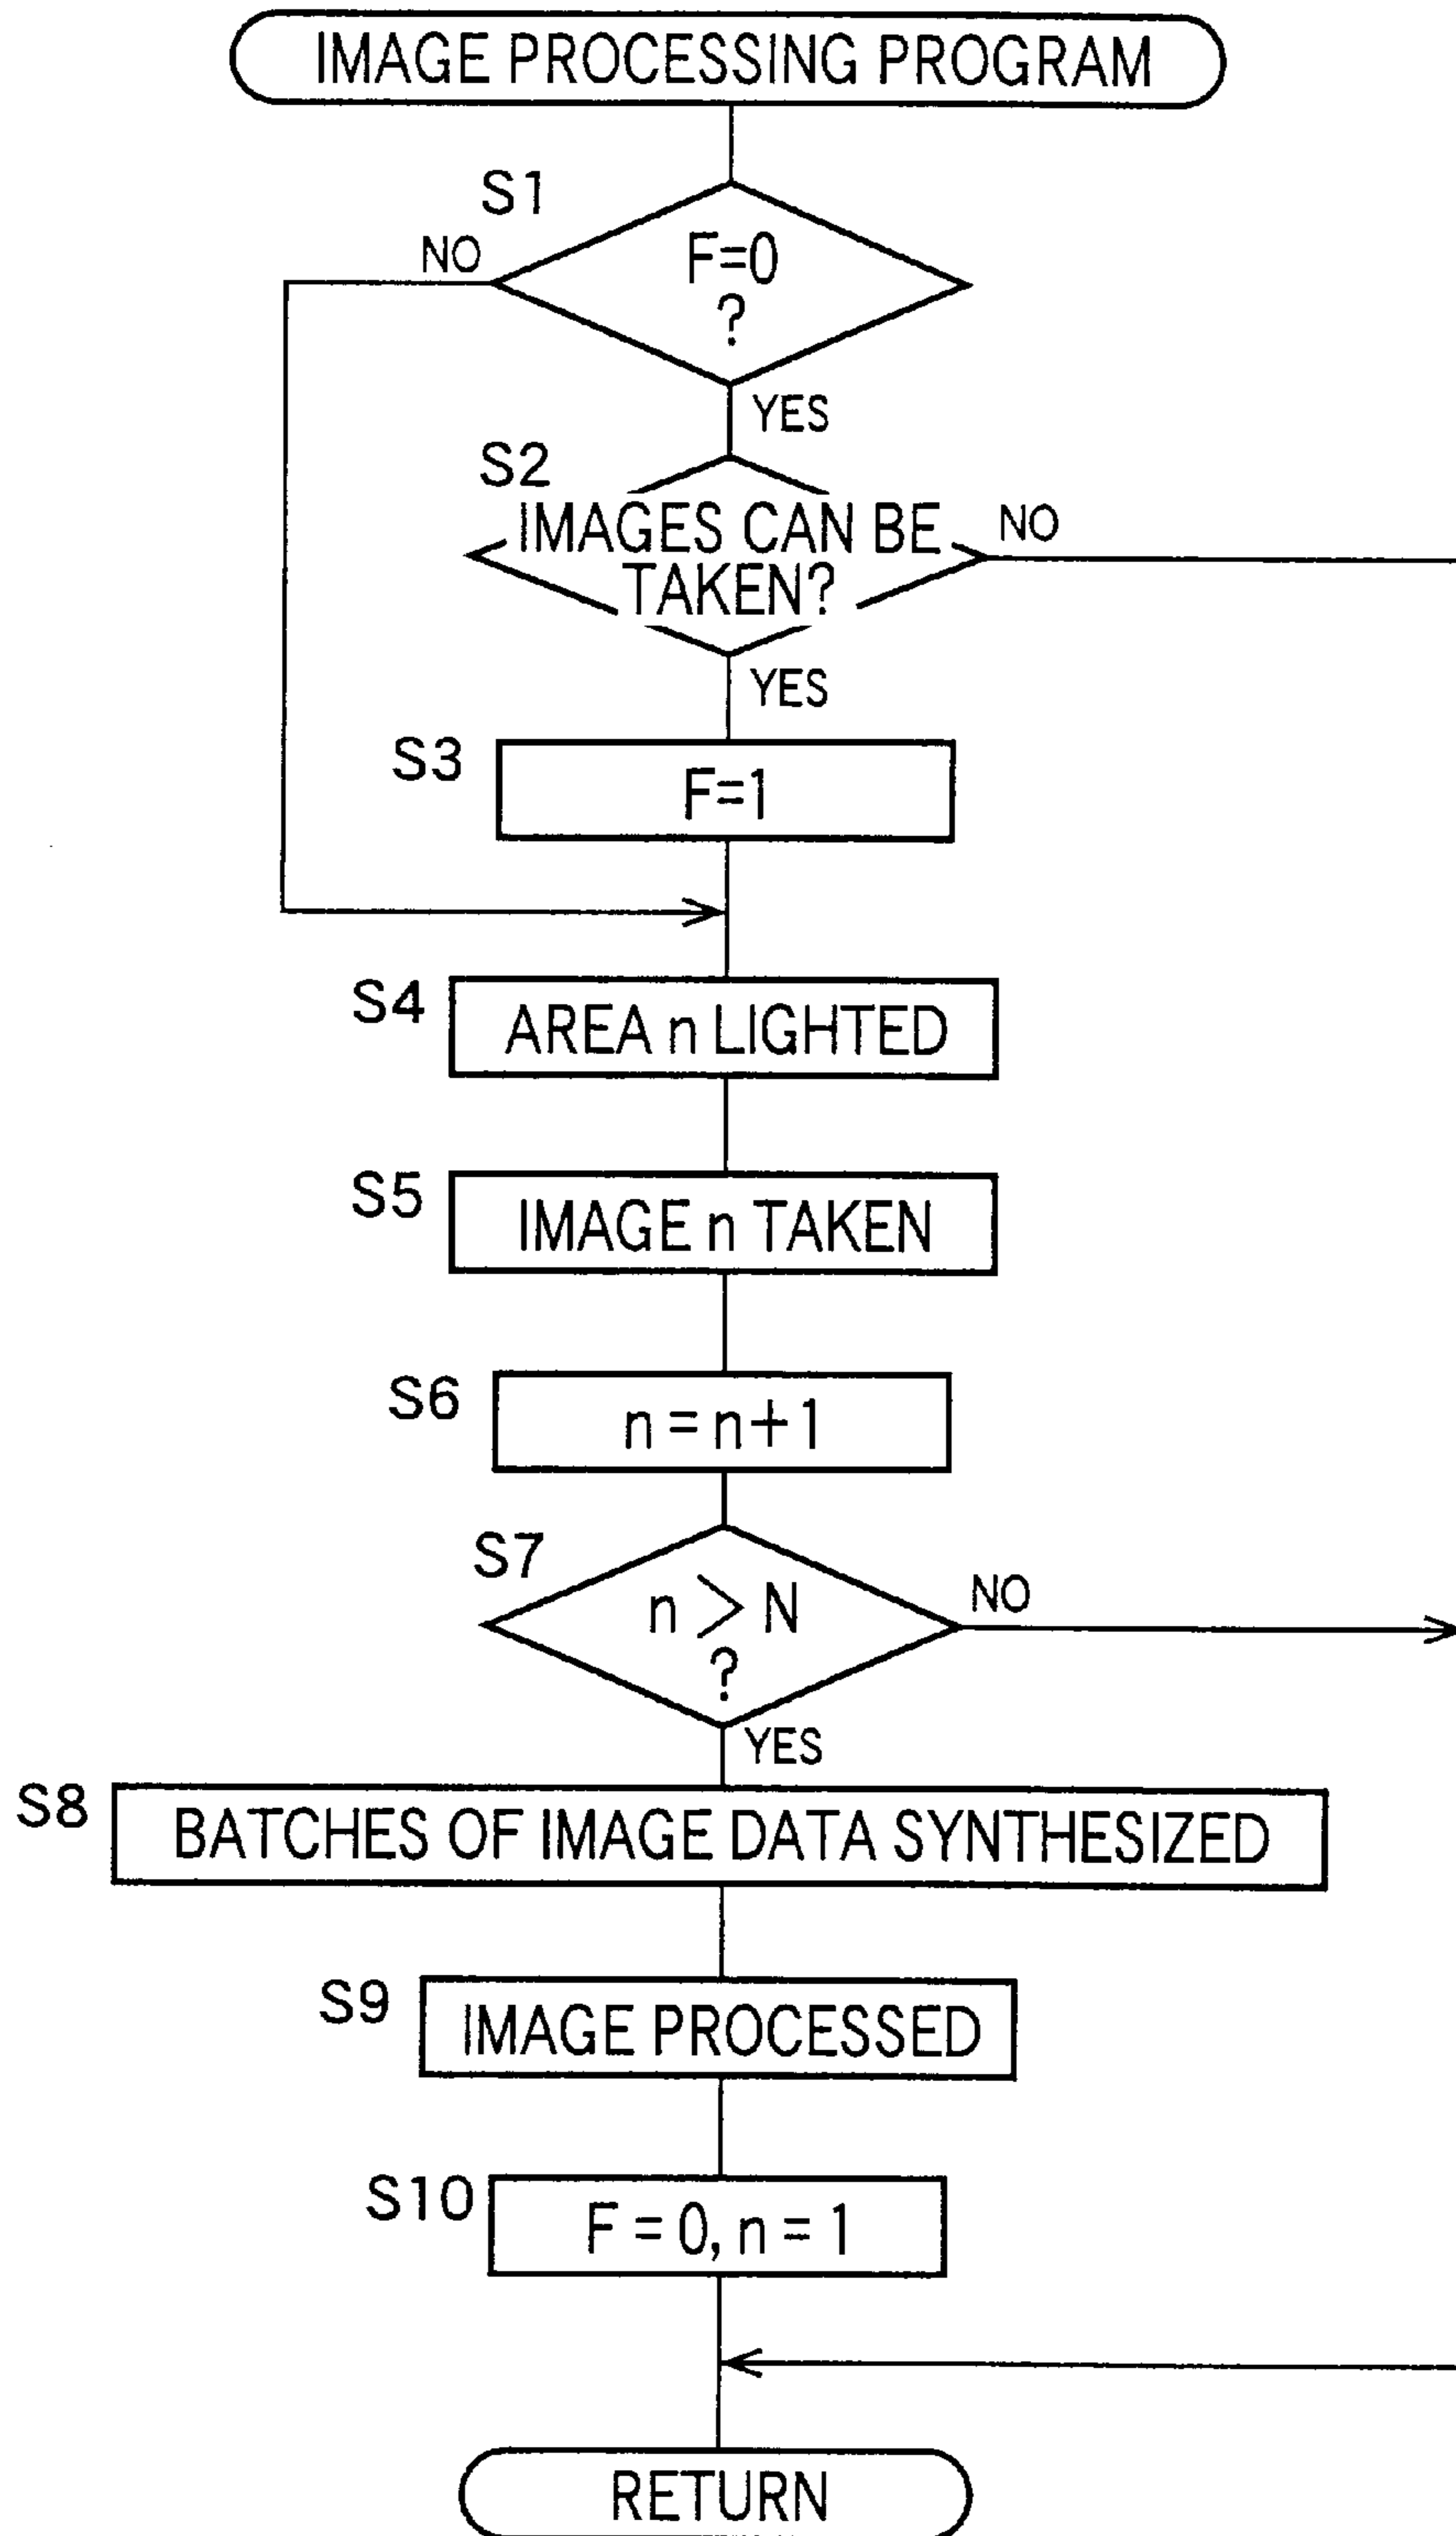 IMAGE PROCESSING PROGRAM
S1
NO
F=0
?
YES
S2
IMAGES CAN BE
TAKEN?
NO
YES
S3
F=1
S4
AREA n LIGHTED
S5
IMAGE n TAKEN
S6
n = n+1
S7
n > N
?
NO
YES
S8
BATCHES OF IMAGE DATA SYNTHESIZED
S9
IMAGE PROCESSED
S10
F = 0, n = 1
RETURN